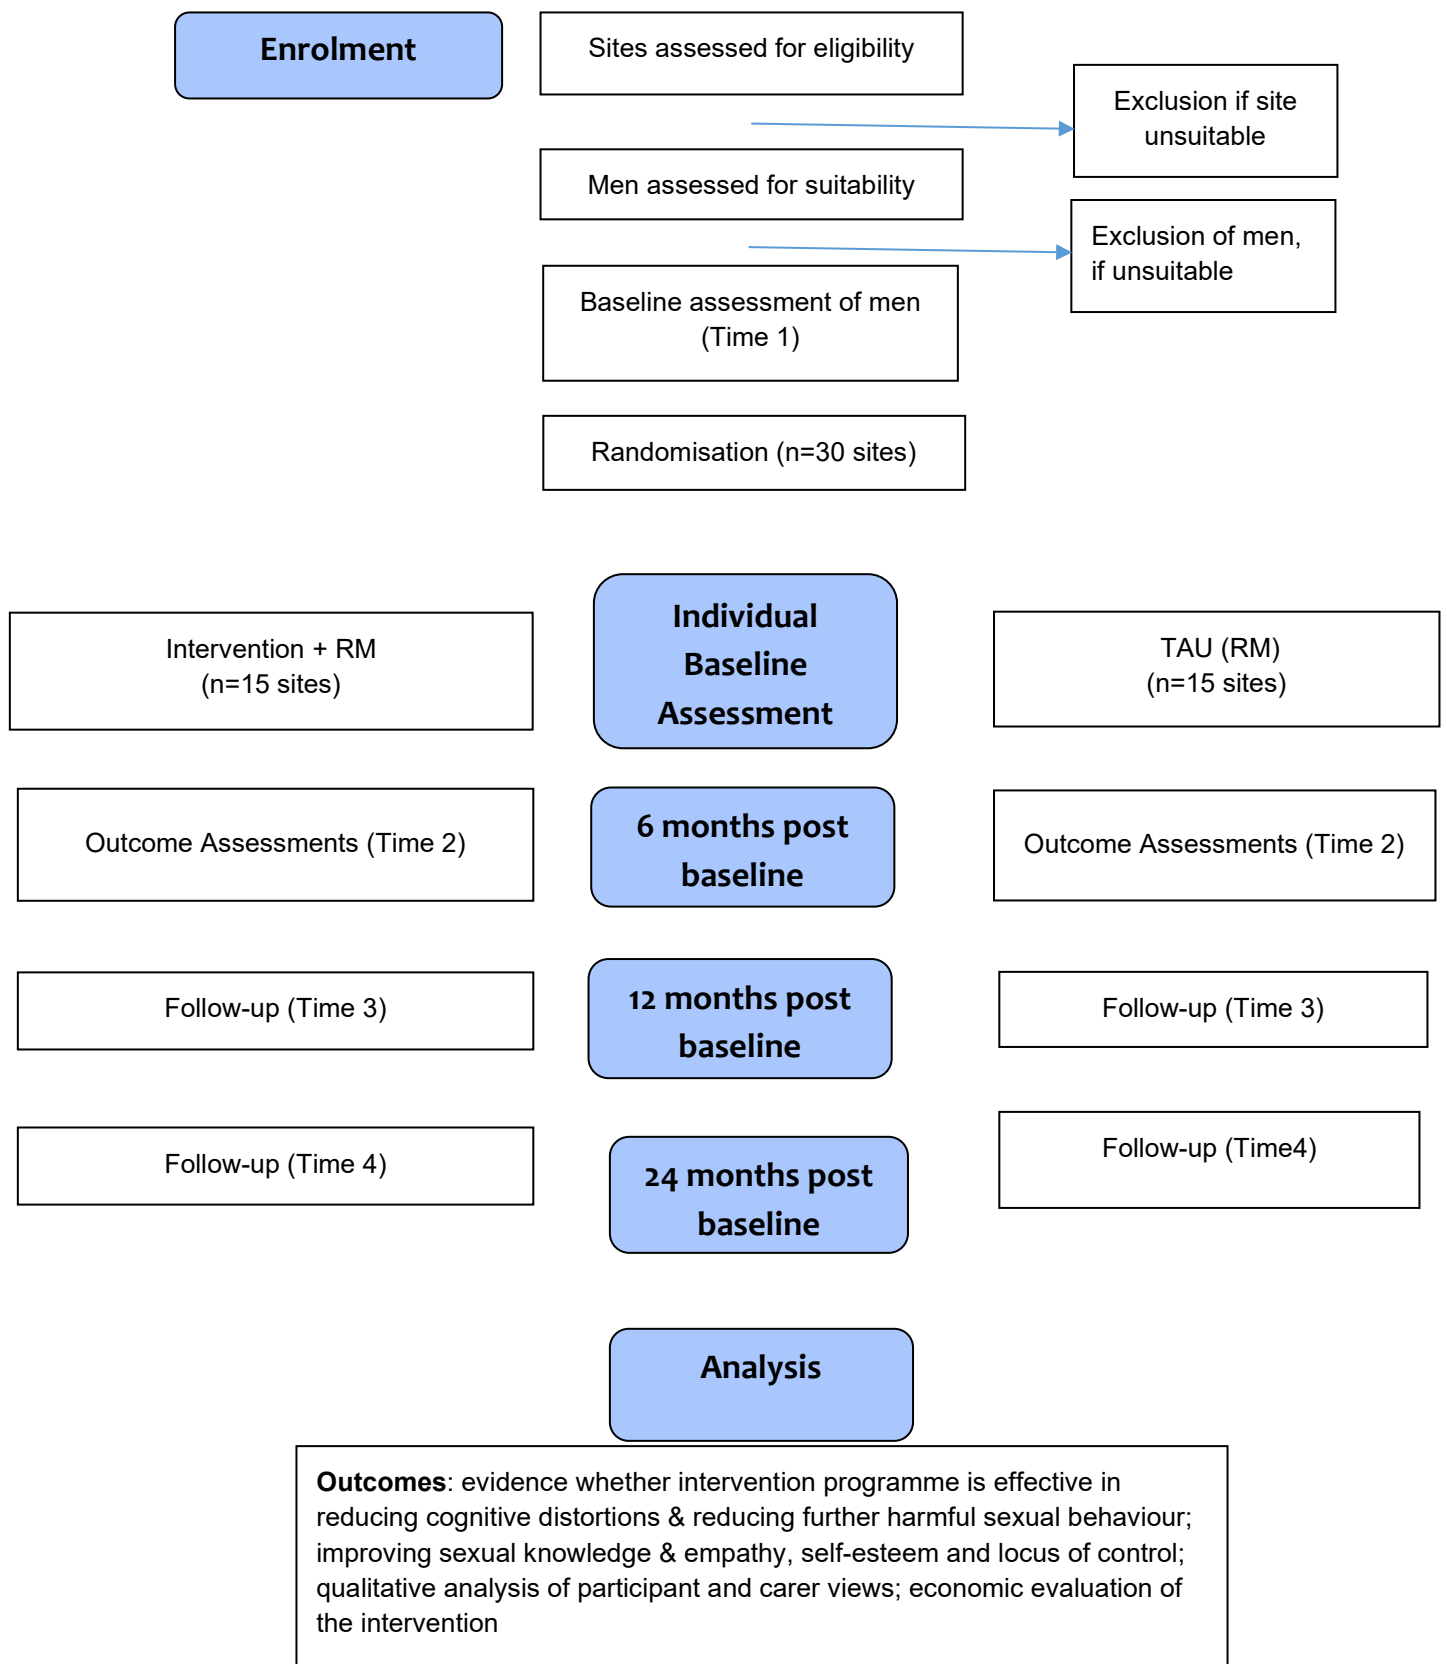 Enrolment
Sites assessed for eligibility
Exclusion if site
unsuitable
Men assessed for suitability
Exclusion of men,
if unsuitable
Baseline assessment of men
(Time 1)
Randomisation (n=30 sites)
Intervention + RM
(n=15 sites)
Individual
Baseline
Assessment
TAU (RM)
(n=15 sites)
Outcome Assessments (Time 2)
6 months post
baseline
Outcome Assessments (Time 2)
Follow-up (Time 3)
12 months post
baseline
Follow-up (Time 3)
Follow-up (Time 4)
24 months post
baseline
Follow-up (Time4)
Analysis
Outcomes: evidence whether intervention programme is effective in
reducing cognitive distortions & reducing further harmful sexual behaviour;
improving sexual knowledge & empathy, self-esteem and locus of control;
qualitative analysis of participant and carer views; economic evaluation of
the intervention